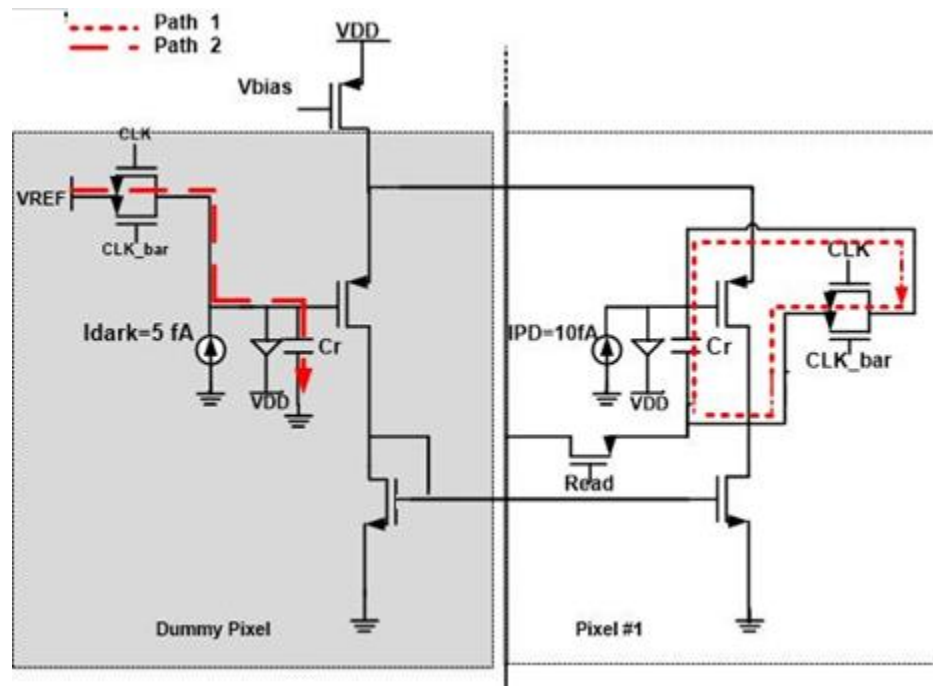 Path 1
Path 2
VDD
Vbias
CLK
VREF
CLK_bar
Idark=5 fA
Cr
VDD
IPD=10fA
Cr
VDD
CLK
CLK_bar
Read
Dummy Pixel
Pixel #1